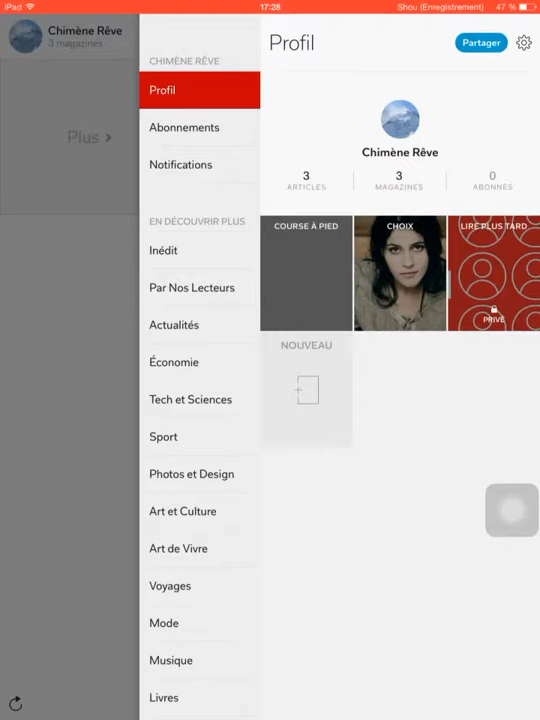 iPad 17:28 Shou (Enregistrement) 47 %
Chimène Rêve
3 magazines
Plus
CHIMÈNE RÊVE
Profil
Abonnements
Notifications
EN DÉCOUVRIR PLUS
Inédit
Par Nos Lecteurs
Actualités
Économie
Tech et Sciences
Sport
Photos et Design
Art et Culture
Art de Vivre
Voyages
Mode
Musique
Livres
Profil
Partager
Chimène Rêve
3 3 0
ARTICLES MAGAZINES ABONNÉS
COURSE À PIED CHOIX LIRE PLUS TARD
PRIVÉ
NOUVEAU